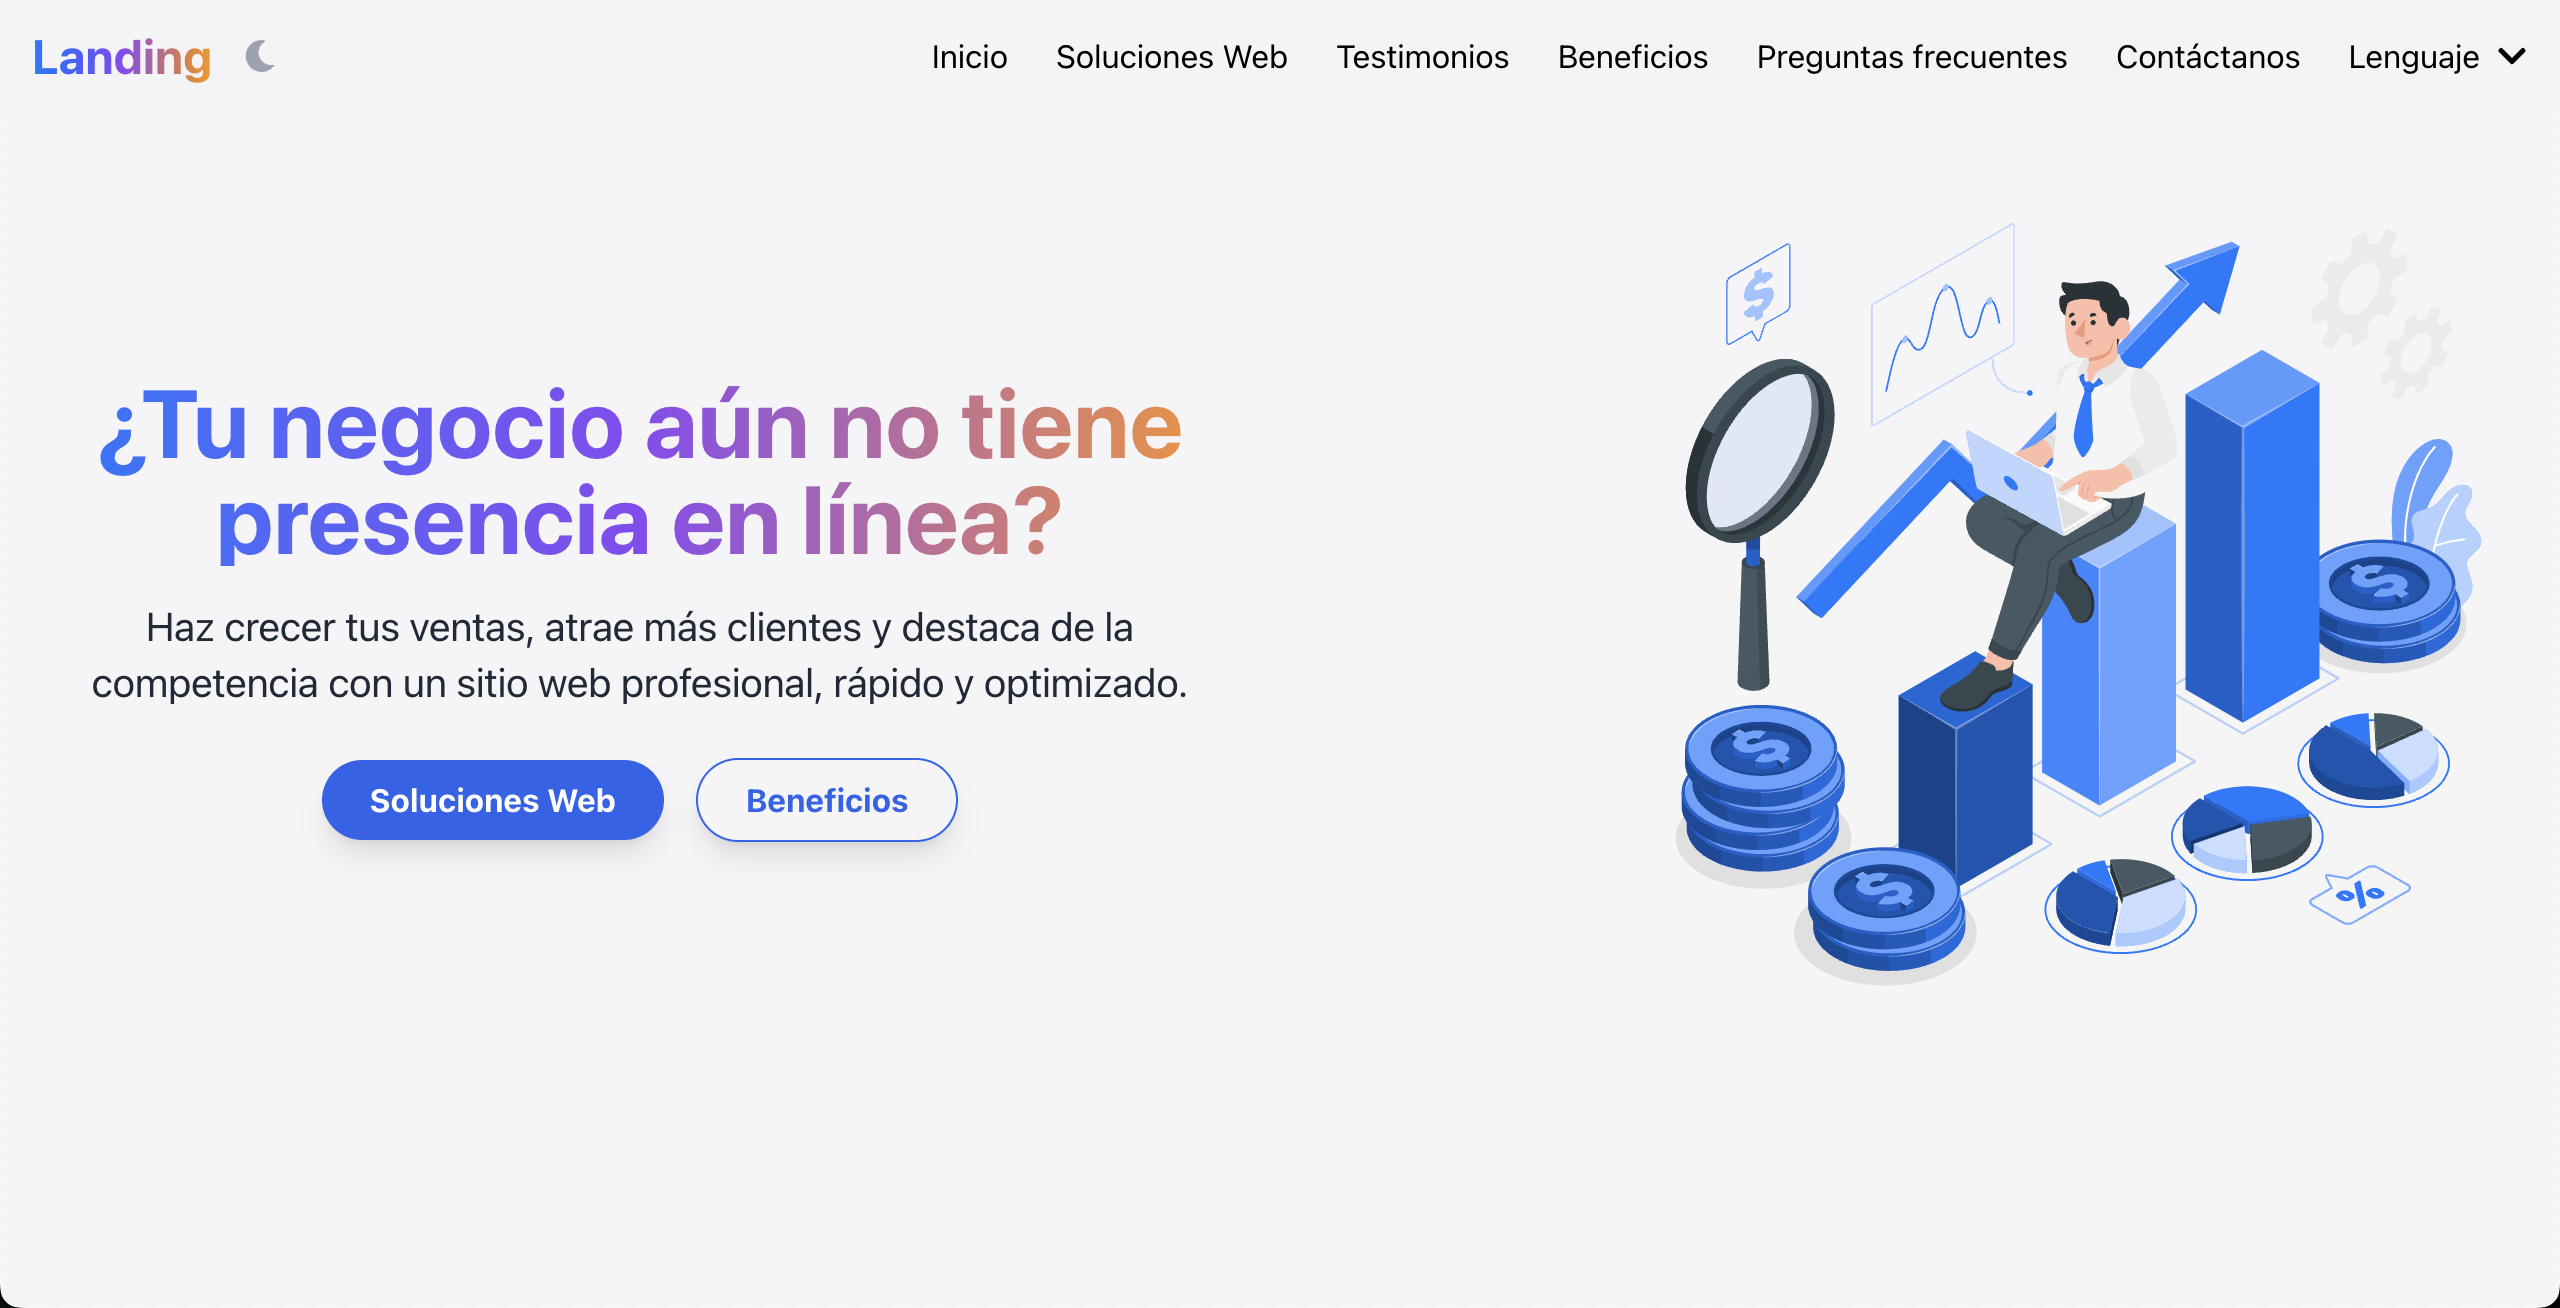 Landing
Inicio Soluciones Web Testimonios Beneficios Preguntas frecuentes Contáctanos Lenguaje
¿Tu negocio aún no tiene
presencia en línea?
Haz crecer tus ventas, atrae más clientes y destaca de la
competencia con un sitio web profesional, rápido y optimizado.
Soluciones Web Beneficios
$
$
$
$
%